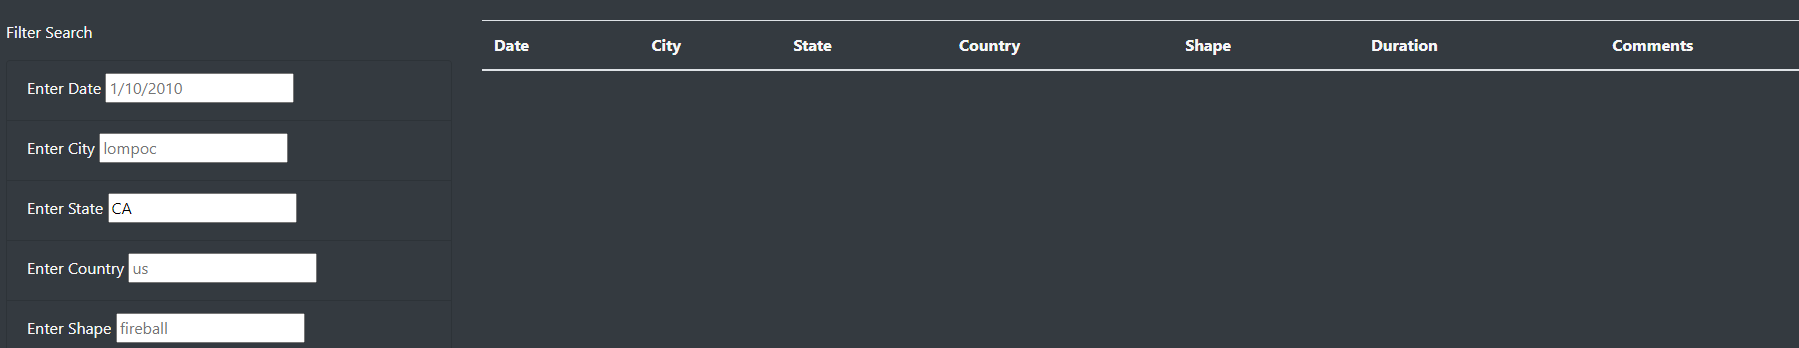 Filter Search
Date City State Country Shape Duration Comments
Enter Date 1/10/2010
Enter City lompoc
Enter State CA
Enter Country us
Enter Shape fireball